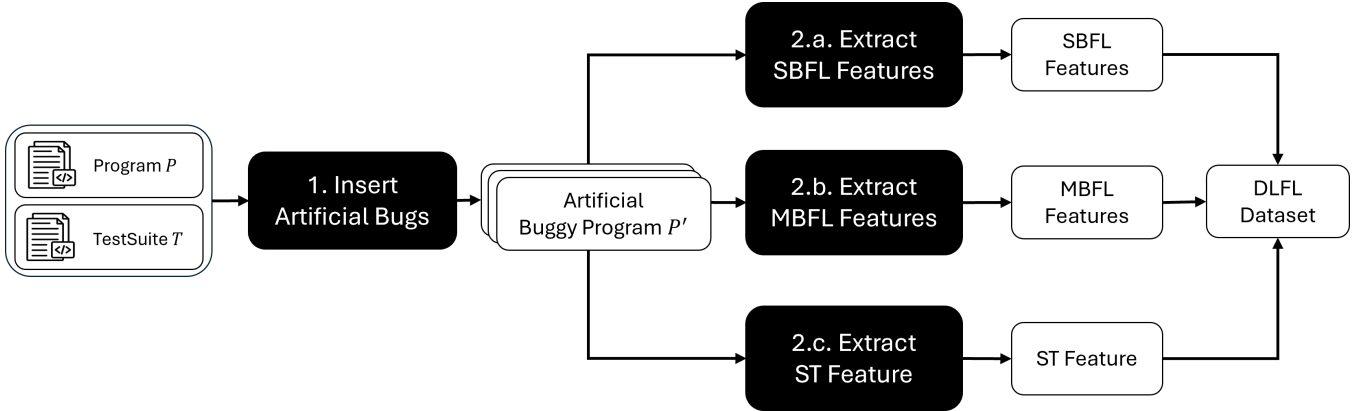 Program P
</>
TestSuite T
</>
1. Insert
Artificial Bugs
Artificial
Buggy Program P′
2.a. Extract
SBFL Features
SBFL
Features
2.b. Extract
MBFL Features
MBFL
Features
2.c. Extract
ST Feature
ST Feature
DLFL
Dataset